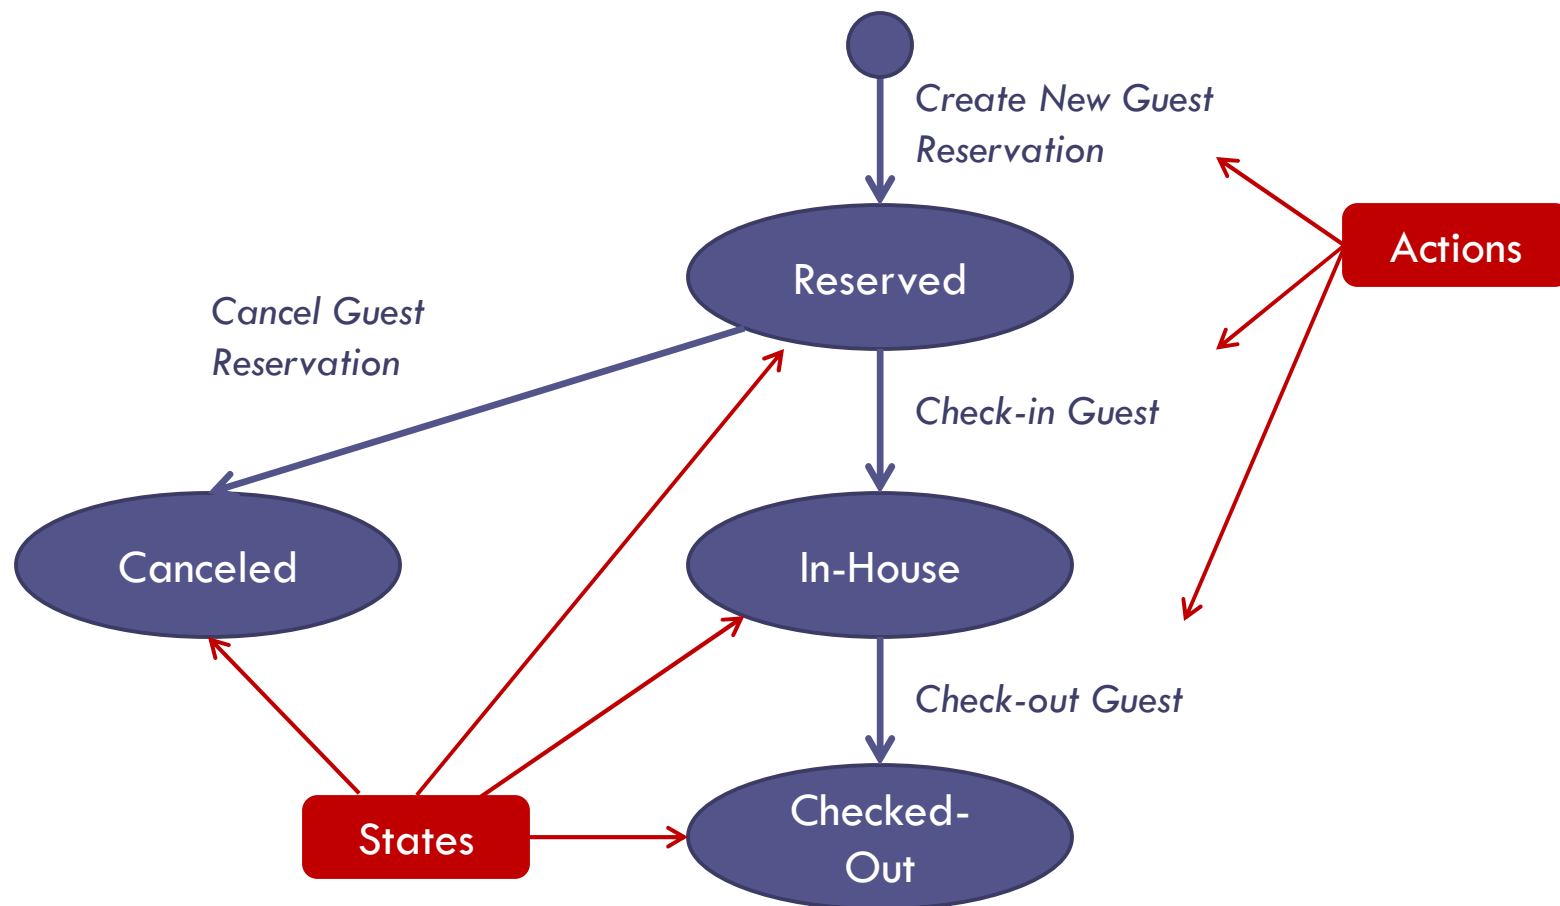 Create New Guest
Reservation
Actions
Reserved
Cancel Guest
Reservation
Check-in Guest
Canceled
In-House
Check-out Guest
States
Checked-
Out